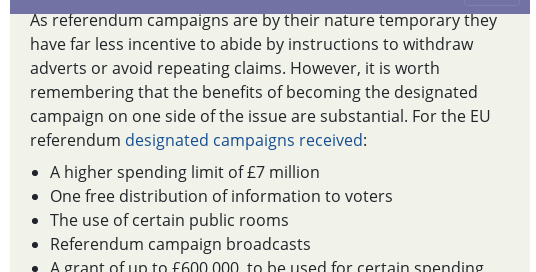 As referendum campaigns are by their nature temporary they
have far less incentive to abide by instructions to withdraw
adverts or avoid repeating claims. However, it is worth
remembering that the benefits of becoming the designated
campaign on one side of the issue are substantial. For the EU
referendum designated campaigns received:
• A higher spending limit of £7 million
• One free distribution of information to voters
• The use of certain public rooms
• Referendum campaign broadcasts
• A grant of up to £600,000, to be used for certain spending